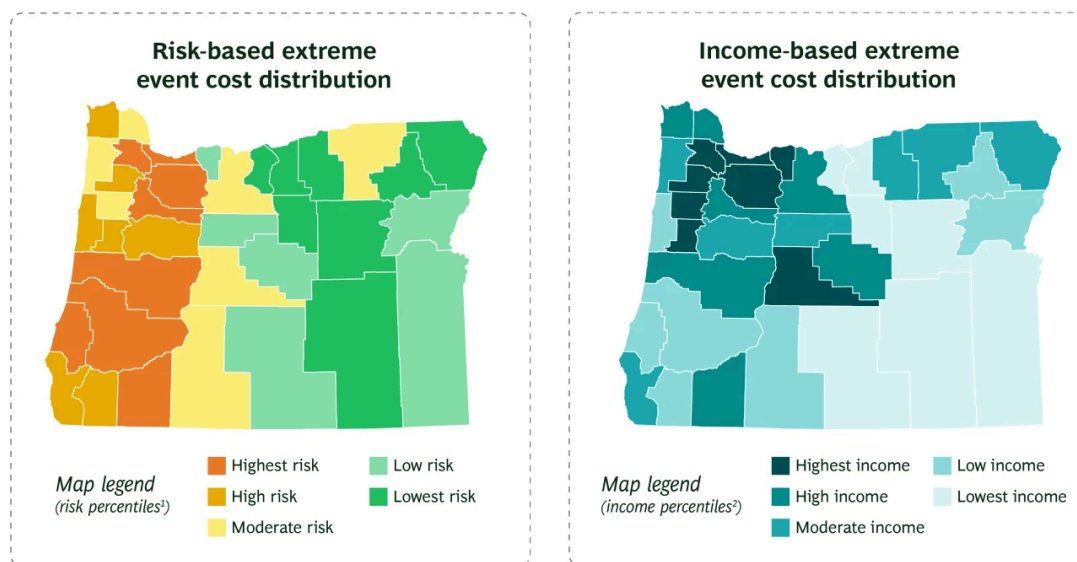 Risk-based extreme
event cost distribution
Map legend
(risk percentiles¹)
Highest risk
High risk
Moderate risk
Low risk
Lowest risk
Income-based extreme
event cost distribution
Map legend
(income percentiles²)
Highest income
High income
Moderate income
Low income
Lowest income